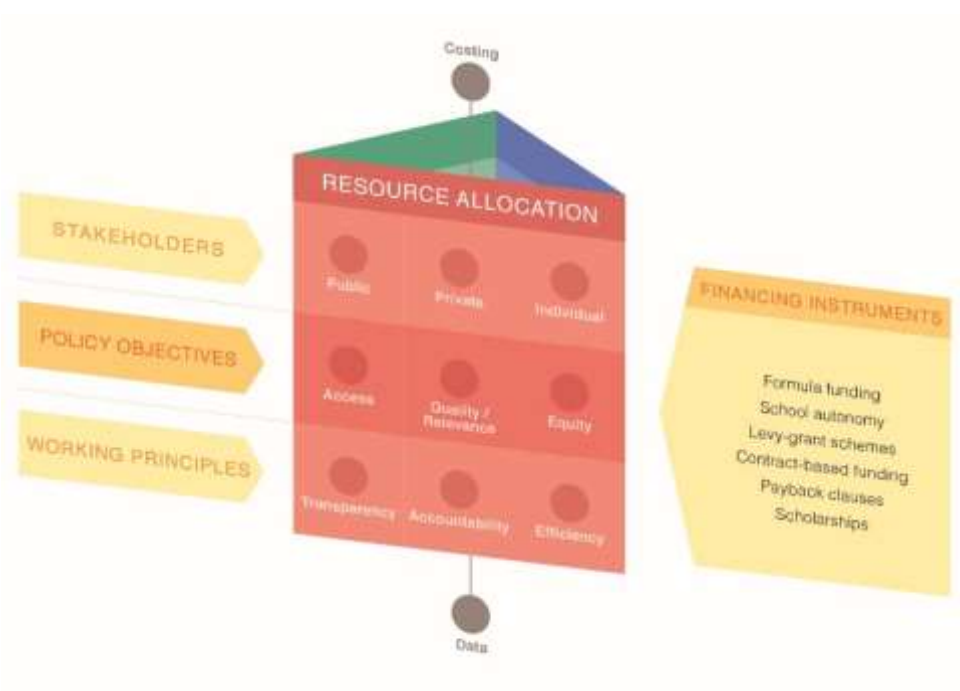 Costing
RESOURCE ALLOCATION
STAKEHOLDERS
Public Private Individual
POLICY OBJECTIVES
Access Quality / Relevance Equity
WORKING PRINCIPLES
Transparency Accountability Efficiency
FINANCING INSTRUMENTS
Formula funding
School autonomy
Levy-grant schemes
Contract-based funding
Payback clauses
Scholarships
Data